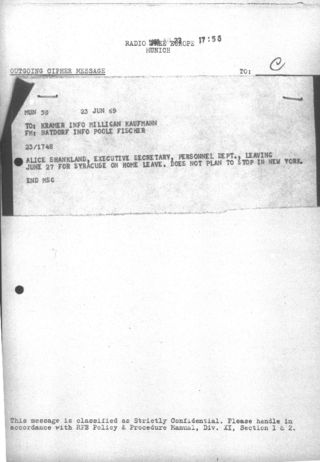 17:56
RADIO FREE EUROPE
MUNICH
OUTGOING CIPHER MESSAGE TO: C
MUN 58 23 JUN 69
TO: KRAMER INFO MILLIGAN KAUFMANN
FM: HATDORF INFO POOLE FISCHER
23/1748
ALICE SHANKLAND, EXECUTIVE SECRETARY, PERSONNEL DEPT., LEAVING
JUNE 27 FOR SYRACUSE ON HOME LEAVE. DOES NOT PLAN TO STOP IN NEW YORK.
END MSG
This message is classified as Strictly Confidential. Please handle in
accordance with RFE Policy & Procedure Manual, Div. XI, Section 1 & 2.